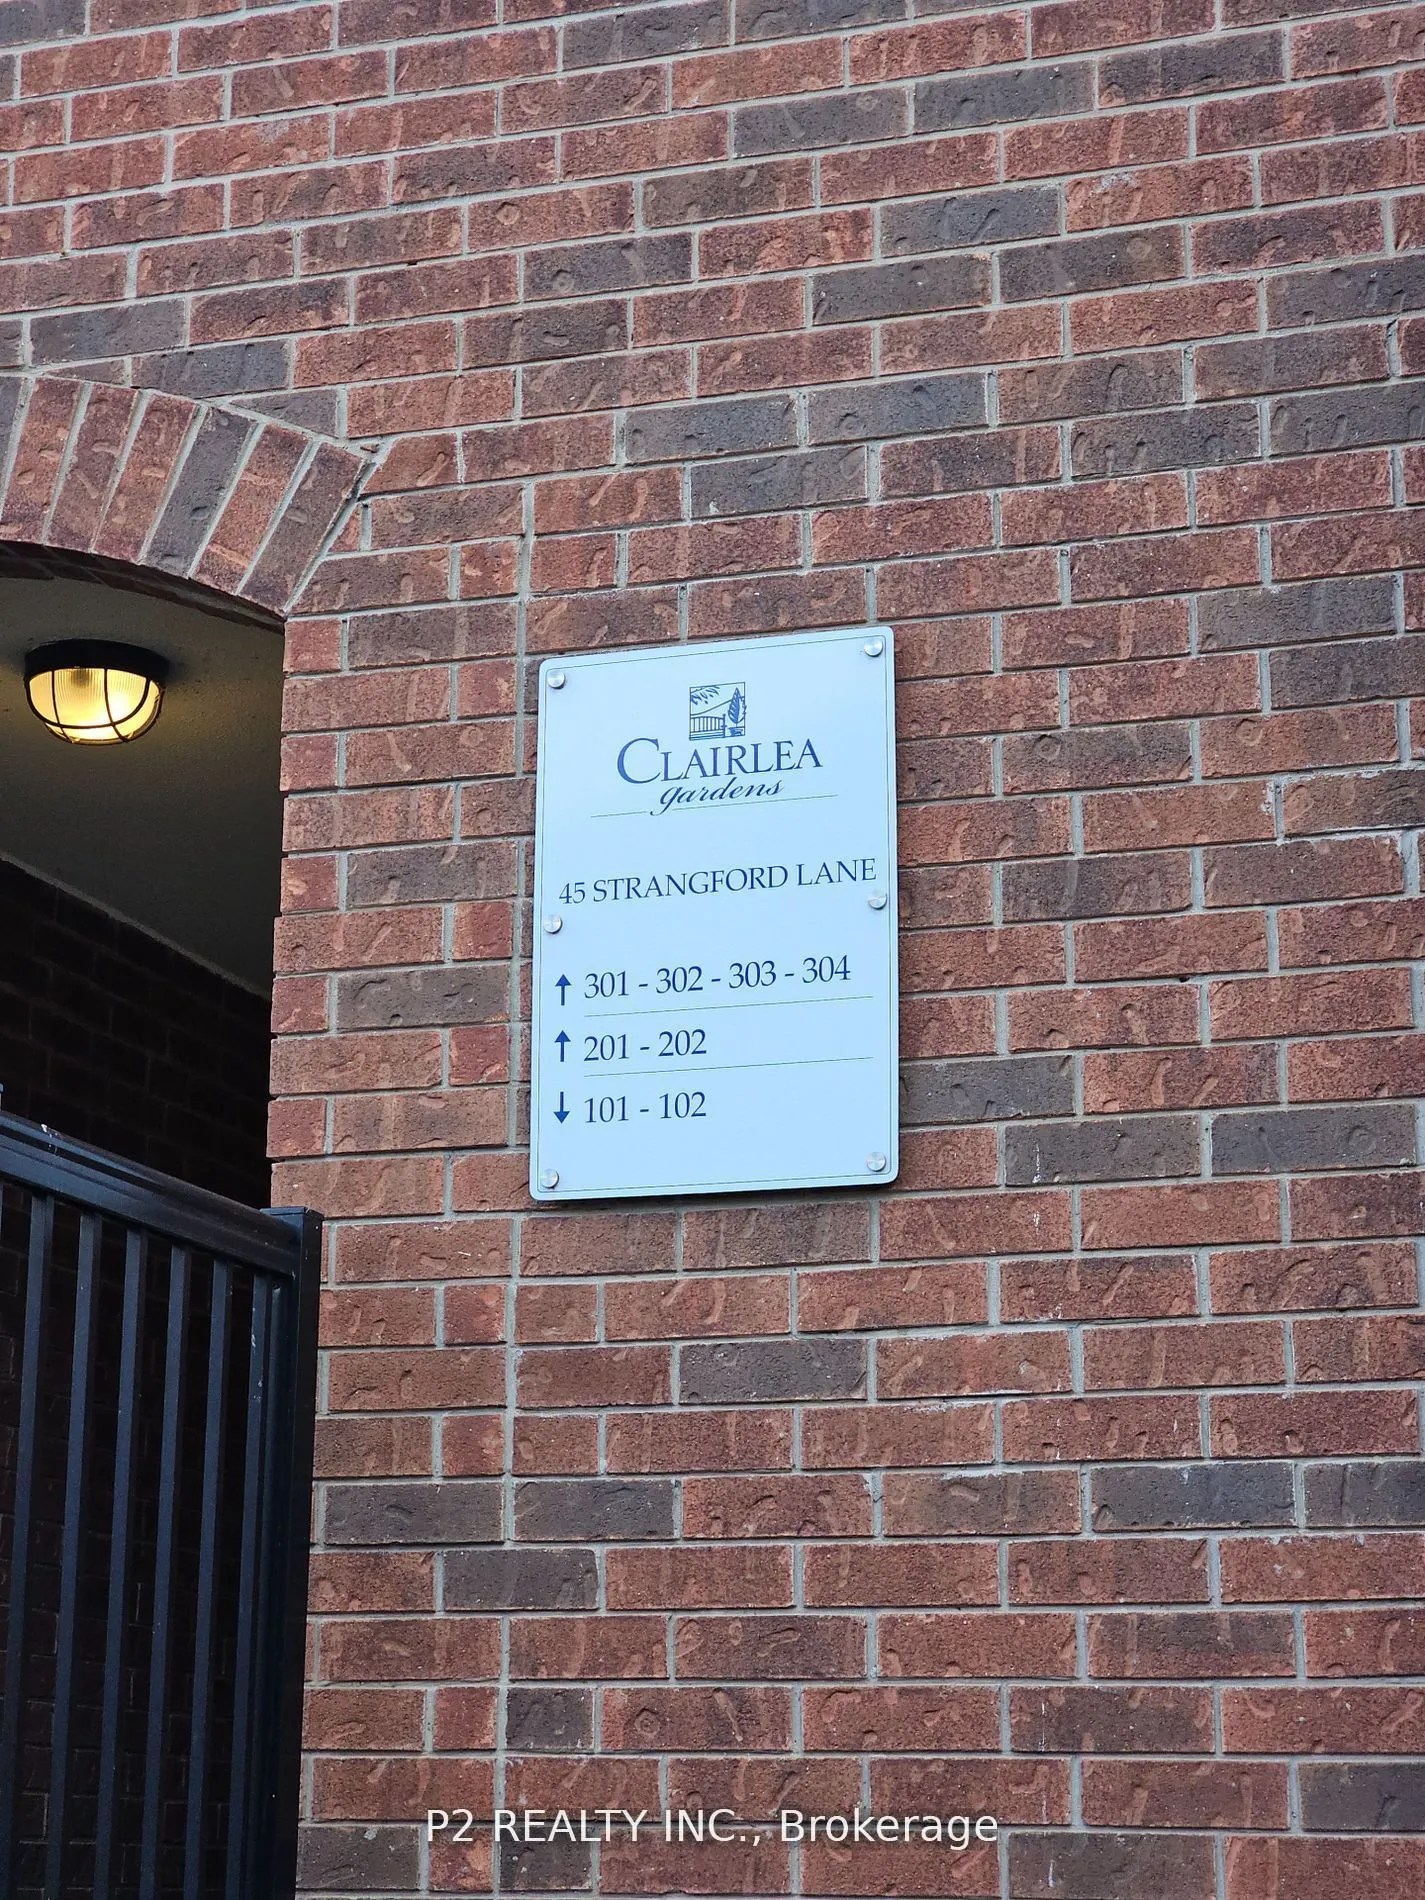 CLAIRLEA
gardens
45 STRANGFORD LANE
↑ 301 - 302 - 303 - 304
↑ 201 - 202
↓ 101 - 102
P2 REALTY INC., Brokerage